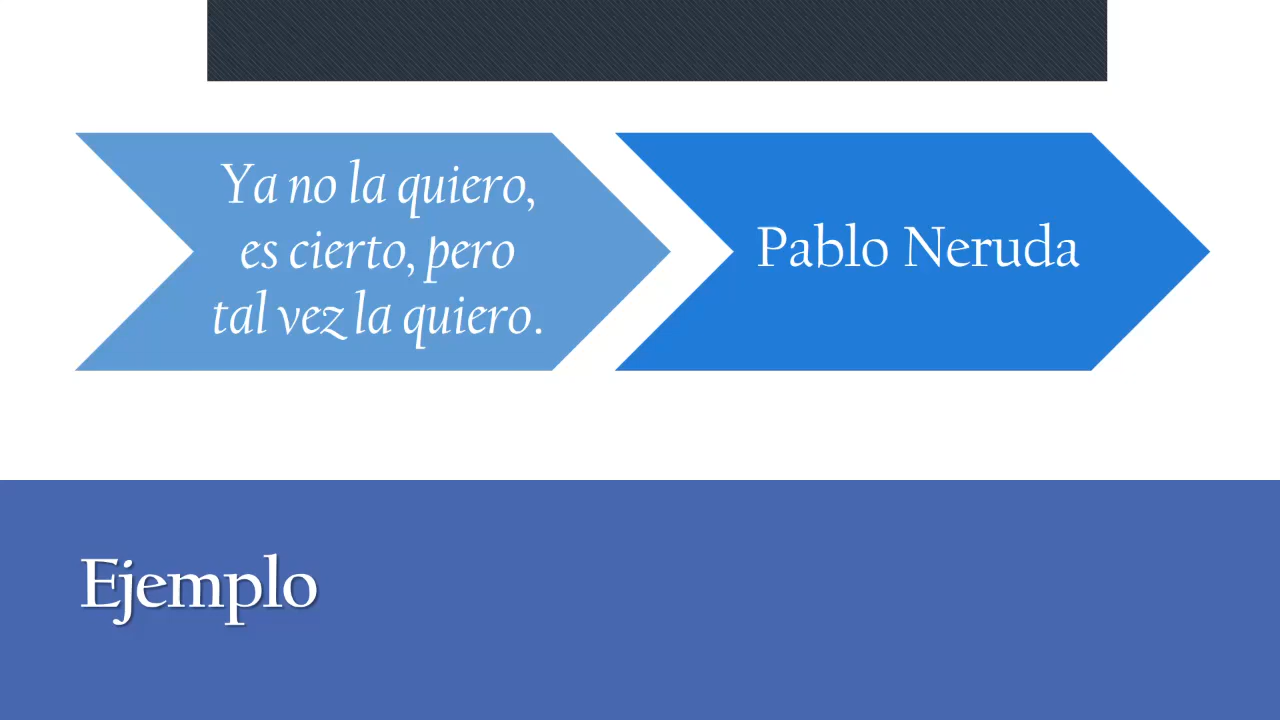 Ya no la quiero,
es cierto, pero
tal vez la quiero.
Pablo Neruda
Ejemplo